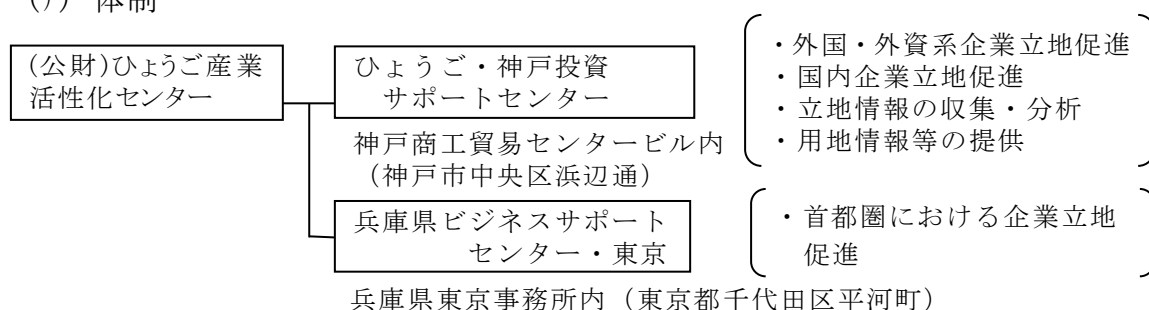 体制
(公財)ひょうご産業
活性化センター
ひょうご・神戸投資
サポートセンター
神戸商工貿易センタービル内
（神戸市中央区浜辺通）
・外国・外資系企業立地促進
・国内企業立地促進
・立地情報の収集・分析
・用地情報等の提供
兵庫県ビジネスサポート
センター・東京
兵庫県東京事務所内（東京都千代田区平河町）
・首都圏における企業立地
促進